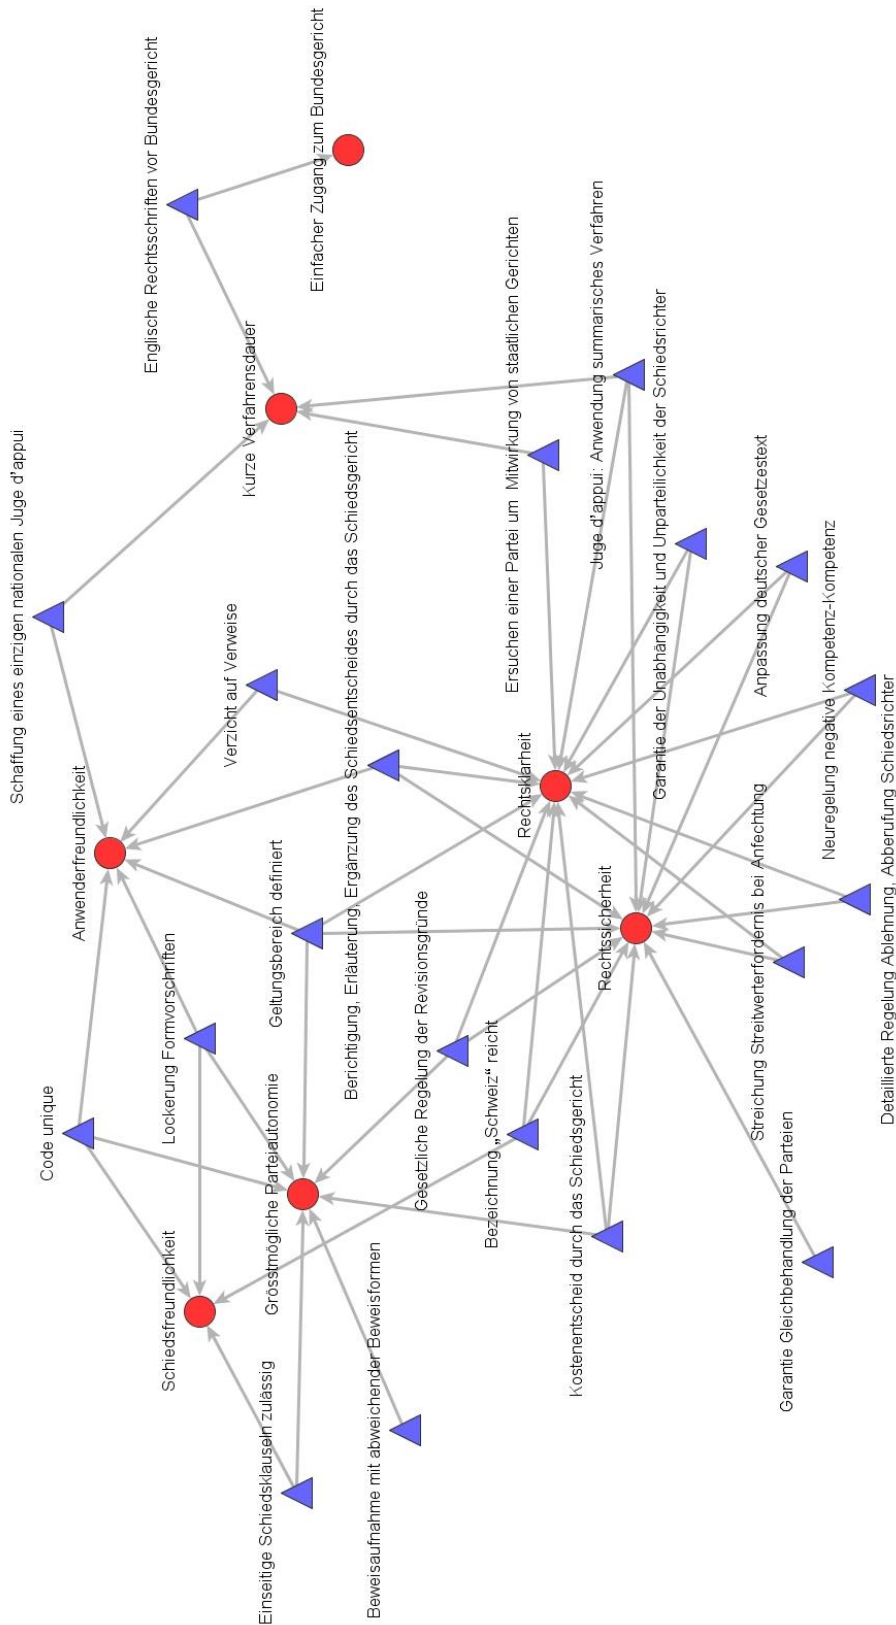 Schaffung eines einzigen nationalen Juge d'appui
Code unique
Anwenderfreundlichkeit
Englische Rechtsschriften vor Bundesgericht
Lockerung Formvorschriften
Schiedsfreundlichkeit
Verzicht auf Verweise
Kurze Verfahrensdauer
Einseitige Schiedsklauseln zulässig
Grösstmögliche Parteiautonomie
Geltungsbereich definiert
Einfacher Zugang zum Bundesgericht
Berichtigung, Erläuterung, Ergänzung des Schiedsentscheides durch das Schiedsgericht
Beweisaufnahme mit abweichender Beweisformen
Gesetzliche Regelung der Revisionsgründe
Bezeichnung „Schweiz“ reicht
Ersuchen einer Partei um Mitwirkung von staatlichen Gerichten
Rechtsklarheit
Kostenentscheid durch das Schiedsgericht
Juge d'appui: Anwendung summarisches Verfahren
Rechtssicherheit
Garantie der Unabhängigkeit und Unparteilichkeit der Schiedsrichter
Streichung Streitwerterfordernis bei Anfechtung
Anpassung deutscher Gesetzestext
Garantie Gleichbehandlung der Parteien
Neuregelung negative Kompetenz-Kompetenz
Detaillierte Regelung Ablehnung, Abberufung Schiedsrichter